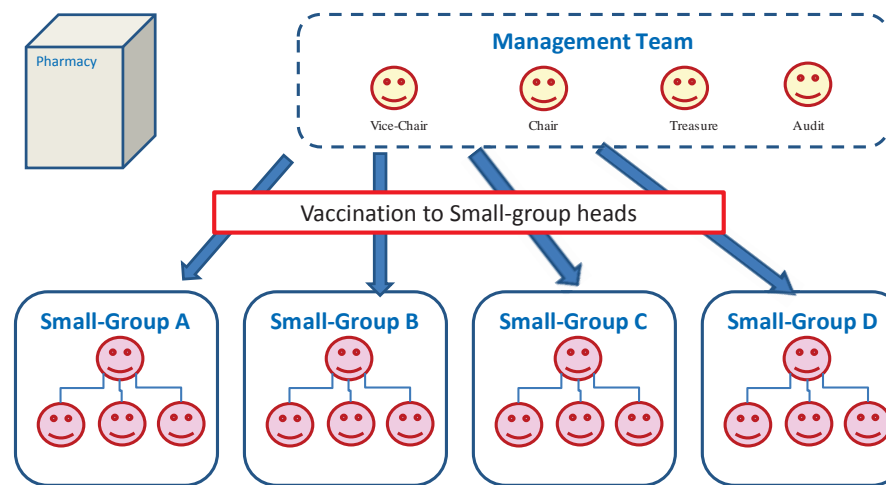 Pharmacy
Management Team
Vice-Chair
Chair
Treasure
Audit
Vaccination to Small-group heads
Small-Group A
Small-Group B
Small-Group C
Small-Group D